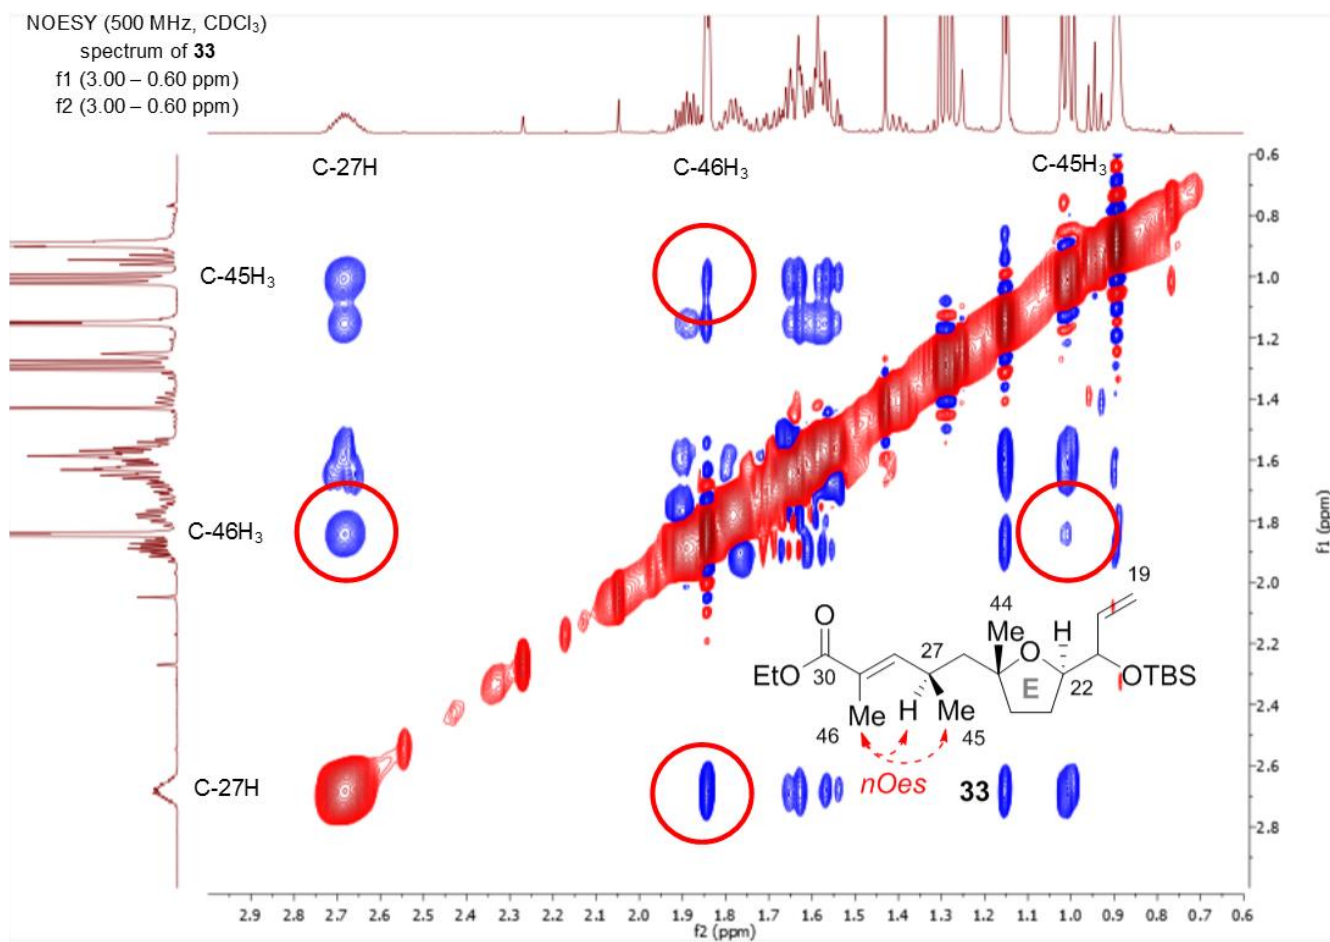 NOESY (500 MHz, CDCl₃)
spectrum of 33
f1 (3.00 – 0.60 ppm)
f2 (3.00 – 0.60 ppm)
C-27H
C-46H₃
C-45H₃
C-45H₃
C-46H₃
C-27H
0.6
0.8
1.0
1.2
1.4
1.6
1.8
2.0
2.2
2.4
2.6
2.8
f1 (ppm)
19
44
O
Me
H
27
O
EtO
30
E
22
OTBS
Me
H
Me
46
45
nOes
33
2.9 2.8 2.7 2.6 2.5 2.4 2.3 2.2 2.1 2.0 1.9 1.8 1.7 1.6 1.5 1.4 1.3 1.2 1.1 1.0 0.9 0.8 0.7 0.6
f2 (ppm)